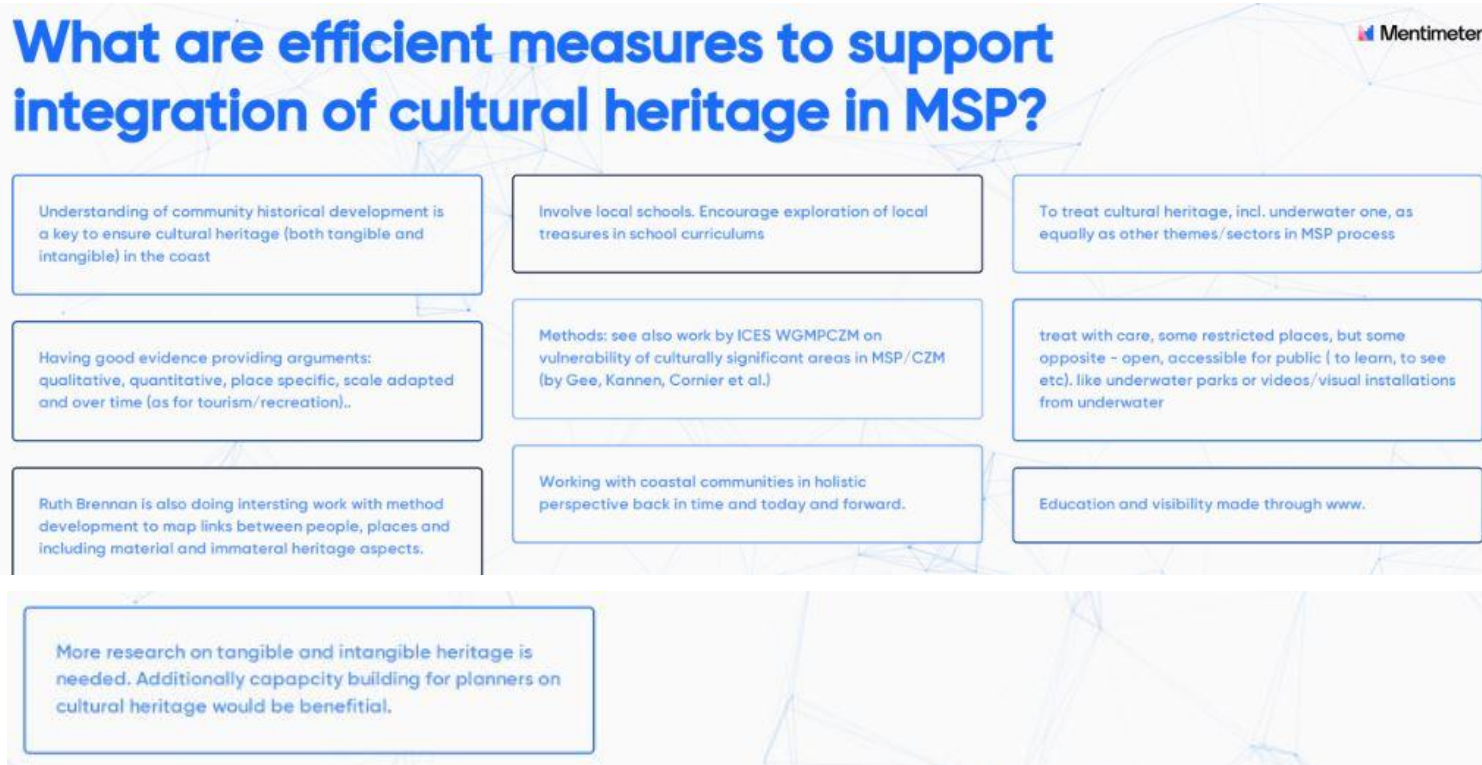 What are efficient measures to support
integration of cultural heritage in MSP?
Mentimeter
Understanding of community historical development is
a key to ensure cultural heritage (both tangible and
intangible) in the coast
Having good evidence providing arguments:
qualitative, quantitative, place specific, scale adapted
and over time (as for tourism/recreation)..
Ruth Brennan is also doing intersting work with method
development to map links between people, places and
including material and immateral heritage aspects.
Involve local schools. Encourage exploration of local
treasures in school curriculums
Methods: see also work by ICES WGMPCZM on
vulnerability of culturally significant areas in MSP/CZM
(by Gee, Kannen, Cornier et al.)
Working with coastal communities in holistic
perspective back in time and today and forward.
To treat cultural heritage, incl. underwater one, as
equally as other themes/sectors in MSP process
treat with care, some restricted places, but some
opposite - open, accessible for public ( to learn, to see
etc). like underwater parks or videos/visual installations
from underwater
Education and visibility made through www.
More research on tangible and intangible heritage is
needed. Additionally capapcity building for planners on
cultural heritage would be benefitial.